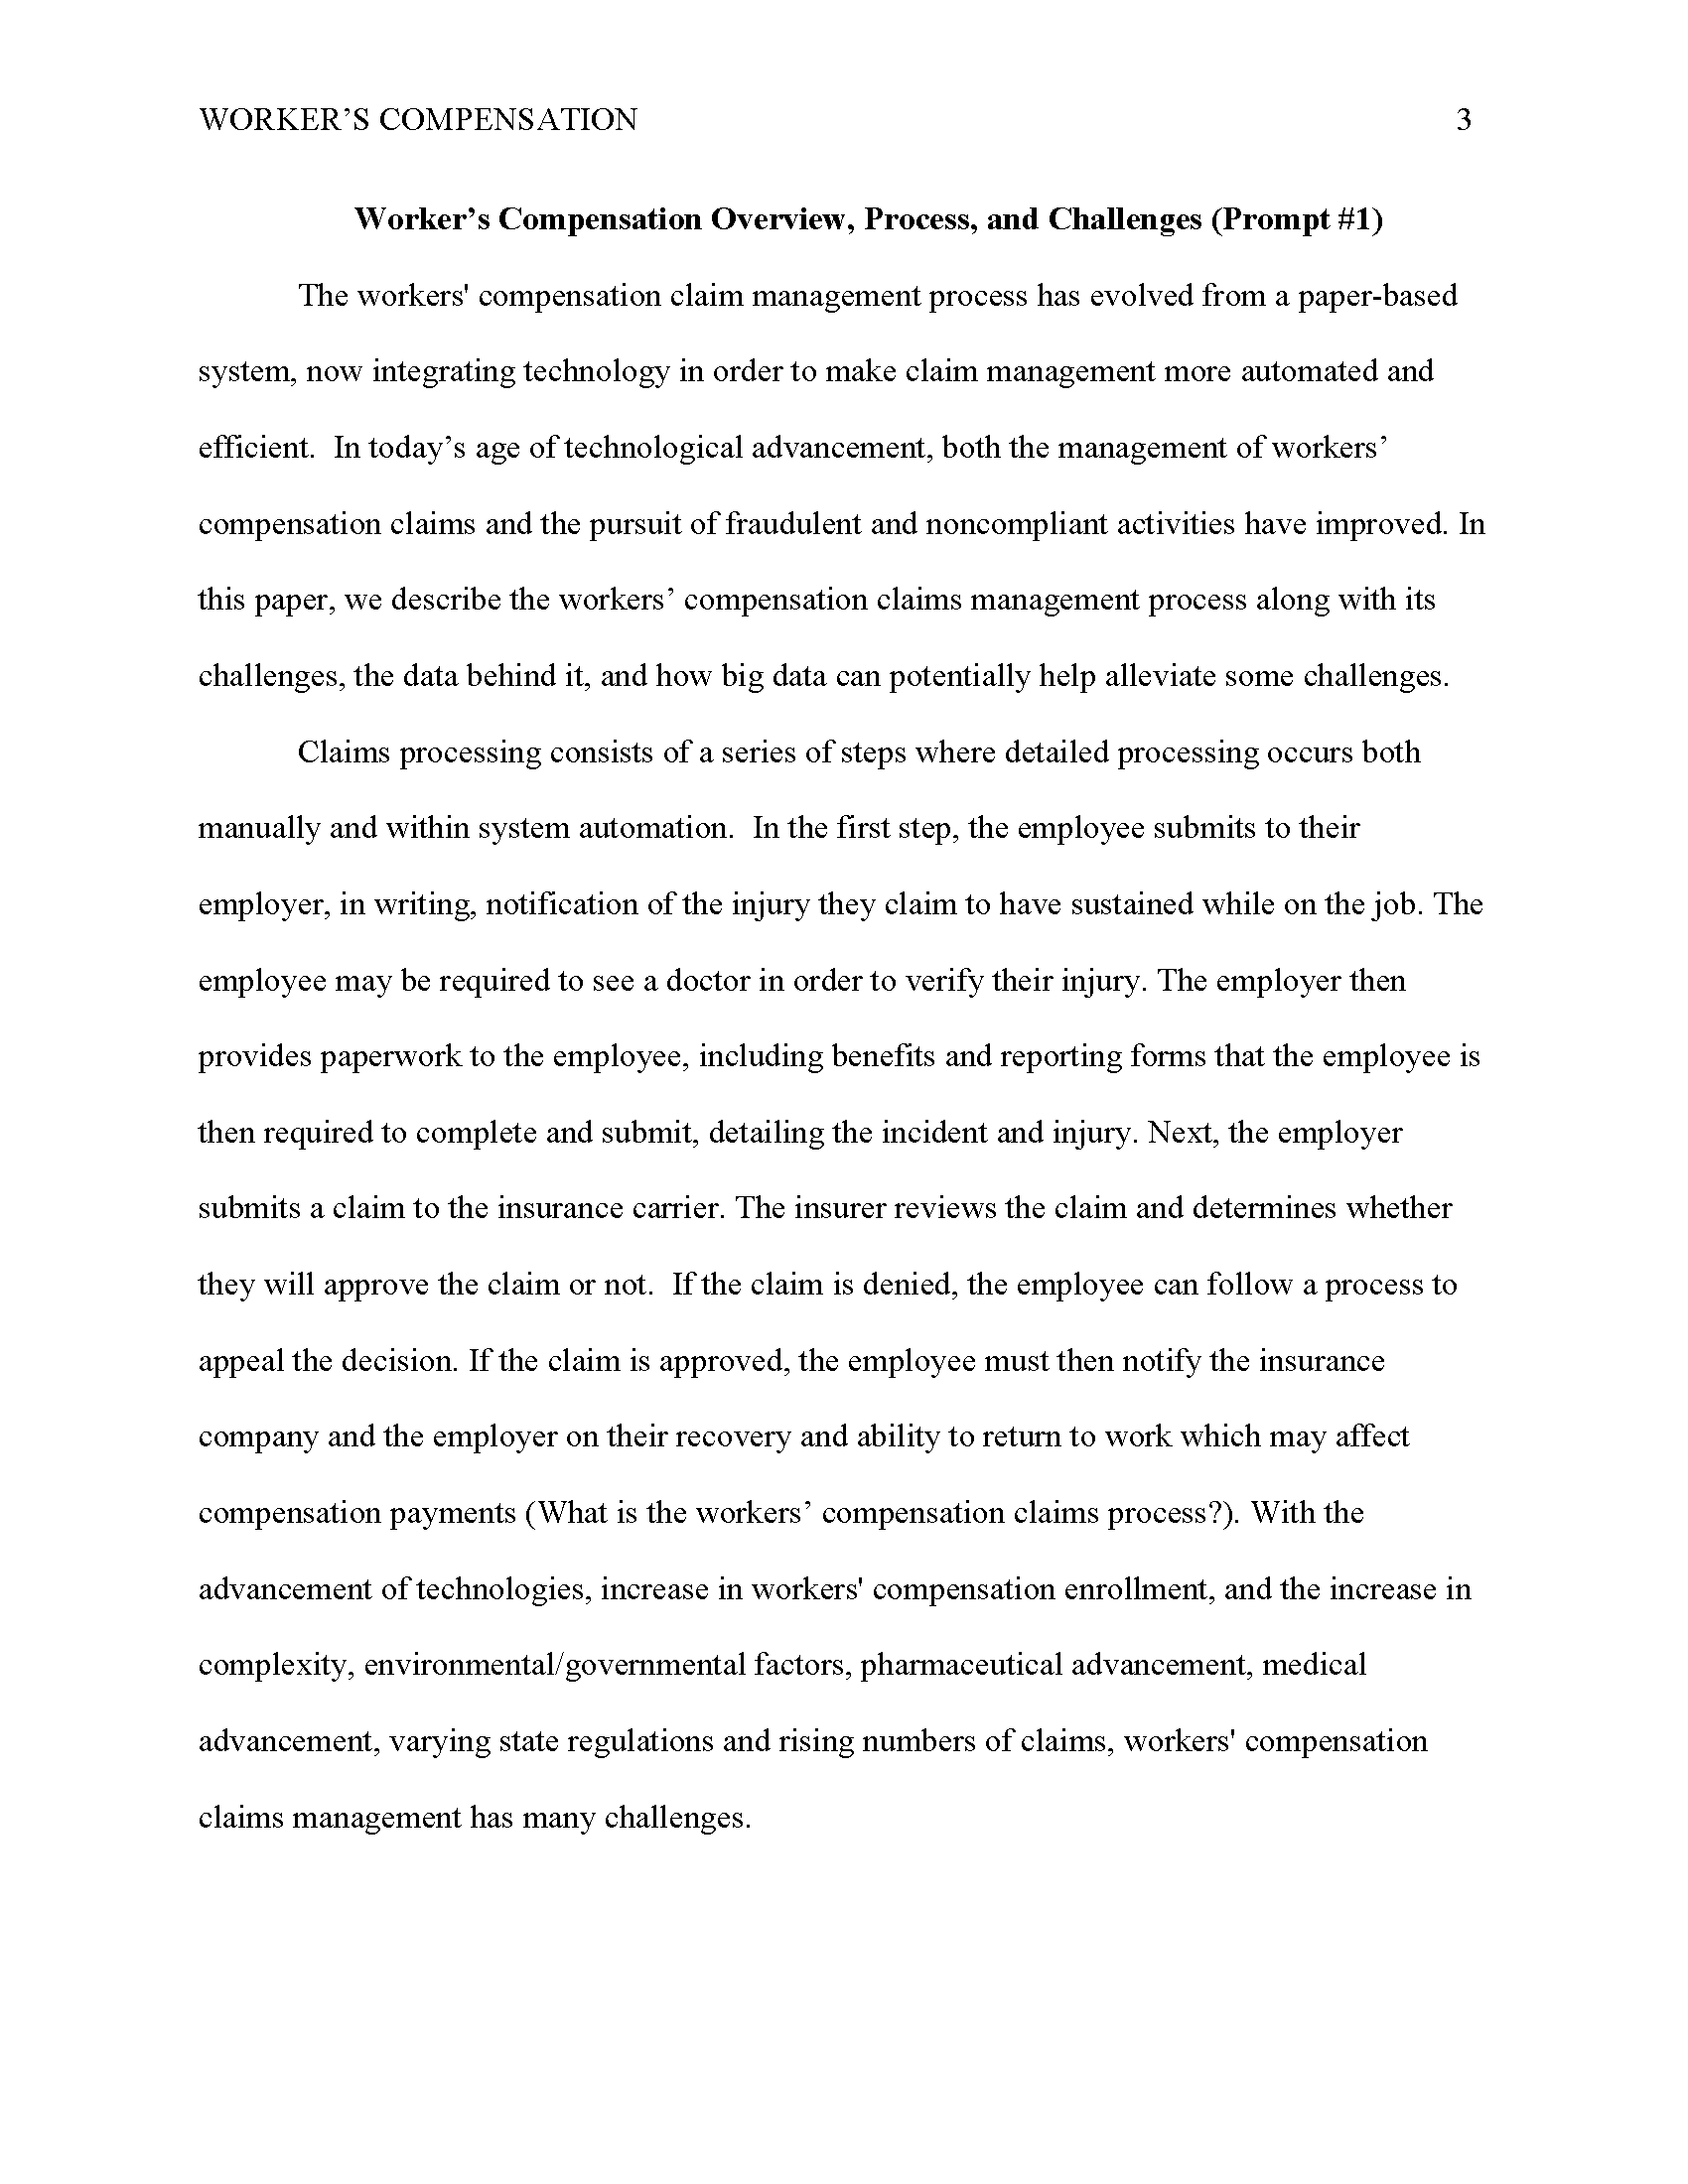 WORKER’S COMPENSATION 3
Worker’s Compensation Overview, Process, and Challenges (Prompt #1)
The workers' compensation claim management process has evolved from a paper-based
system, now integrating technology in order to make claim management more automated and
efficient.  In today’s age of technological advancement, both the management of workers’
compensation claims and the pursuit of fraudulent and noncompliant activities have improved. In
this paper, we describe the workers’ compensation claims management process along with its
challenges, the data behind it, and how big data can potentially help alleviate some challenges.
Claims processing consists of a series of steps where detailed processing occurs both
manually and within system automation.  In the first step, the employee submits to their
employer, in writing, notification of the injury they claim to have sustained while on the job. The
employee may be required to see a doctor in order to verify their injury. The employer then
provides paperwork to the employee, including benefits and reporting forms that the employee is
then required to complete and submit, detailing the incident and injury. Next, the employer
submits a claim to the insurance carrier. The insurer reviews the claim and determines whether
they will approve the claim or not.  If the claim is denied, the employee can follow a process to
appeal the decision. If the claim is approved, the employee must then notify the insurance
company and the employer on their recovery and ability to return to work which may affect
compensation payments (What is the workers’ compensation claims process?). With the
advancement of technologies, increase in workers' compensation enrollment, and the increase in
complexity, environmental/governmental factors, pharmaceutical advancement, medical
advancement, varying state regulations and rising numbers of claims, workers' compensation
claims management has many challenges.